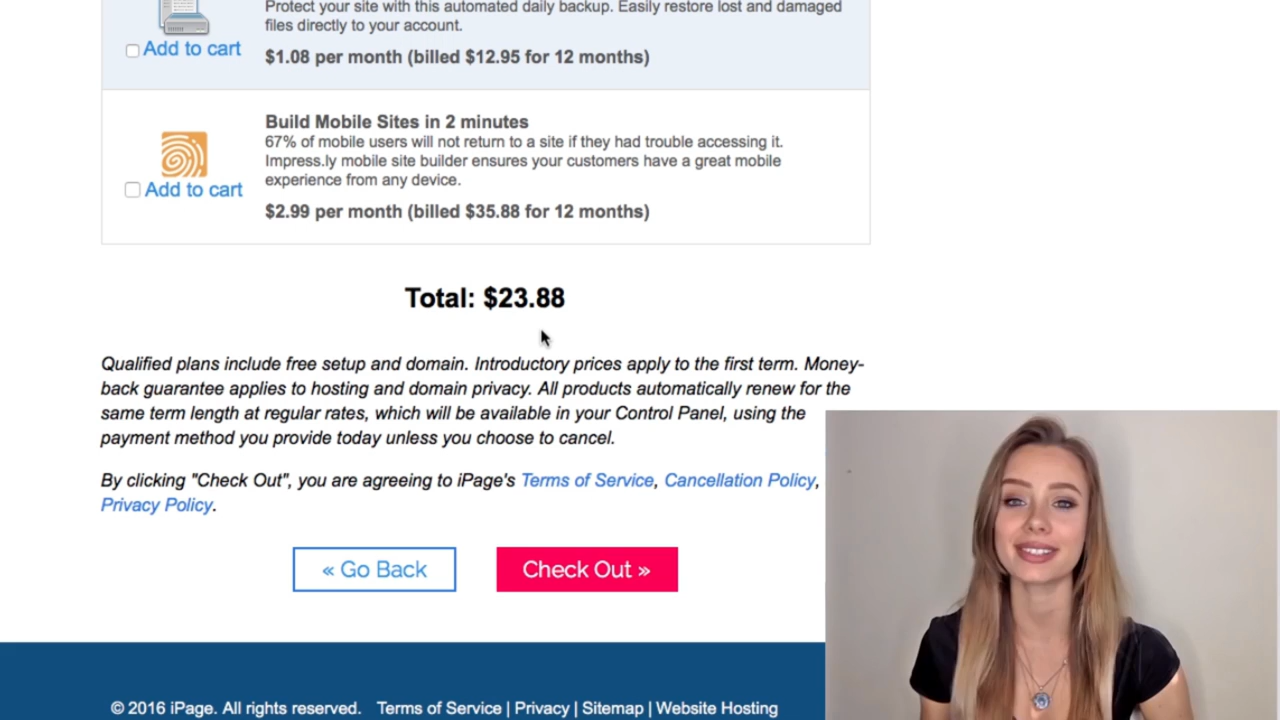 Protect your site with this automated daily backup. Easily restore lost and damaged
files directly to your account.
Add to cart
$1.08 per month (billed $12.95 for 12 months)
Build Mobile Sites in 2 minutes
67% of mobile users will not return to a site if they had trouble accessing it.
Impress.ly mobile site builder ensures your customers have a great mobile
experience from any device.
Add to cart
$2.99 per month (billed $35.88 for 12 months)
Total: $23.88
Qualified plans include free setup and domain. Introductory prices apply to the first term. Money-
back guarantee applies to hosting and domain privacy. All products automatically renew for the
same term length at regular rates, which will be available in your Control Panel, using the
payment method you provide today unless you choose to cancel.
By clicking "Check Out", you are agreeing to iPage's Terms of Service, Cancellation Policy,
Privacy Policy.
« Go Back
Check Out »
© 2016 iPage. All rights reserved. Terms of Service | Privacy | Sitemap | Website Hosting